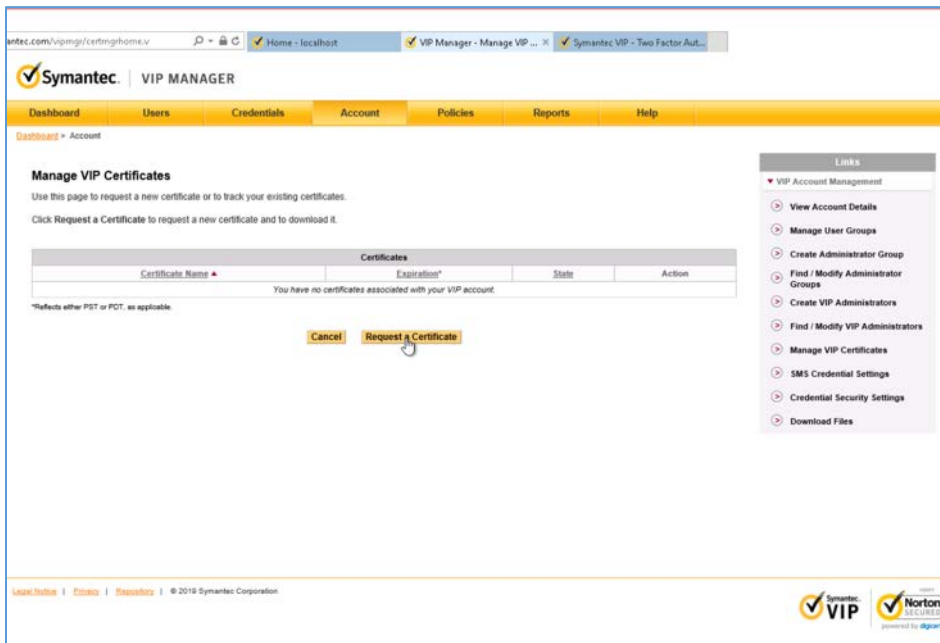 antec.com/vipmgr/certmgrhome.v
Home - localhost
VIP Manager - Manage VIP ...
Symantec VIP - Two Factor Aut...
Symantec. VIP MANAGER
Dashboard Users Credentials Account Policies Reports Help
Dashboard > Account
Manage VIP Certificates
Use this page to request a new certificate or to track your existing certificates.
Click Request a Certificate to request a new certificate and to download it.
Certificates
Certificate Name Expiration* State Action
You have no certificates associated with your VIP account.
*Reflects either PST or PDT, as applicable.
Cancel Request a Certificate
Links
VIP Account Management
View Account Details
Manage User Groups
Create Administrator Group
Find / Modify Administrator
Groups
Create VIP Administrators
Find / Modify VIP Administrators
Manage VIP Certificates
SMS Credential Settings
Credential Security Settings
Download Files
Legal Notice | Privacy | Repository | © 2019 Symantec Corporation
Symantec.
VIP
Norton
SECURED
powered by digicert